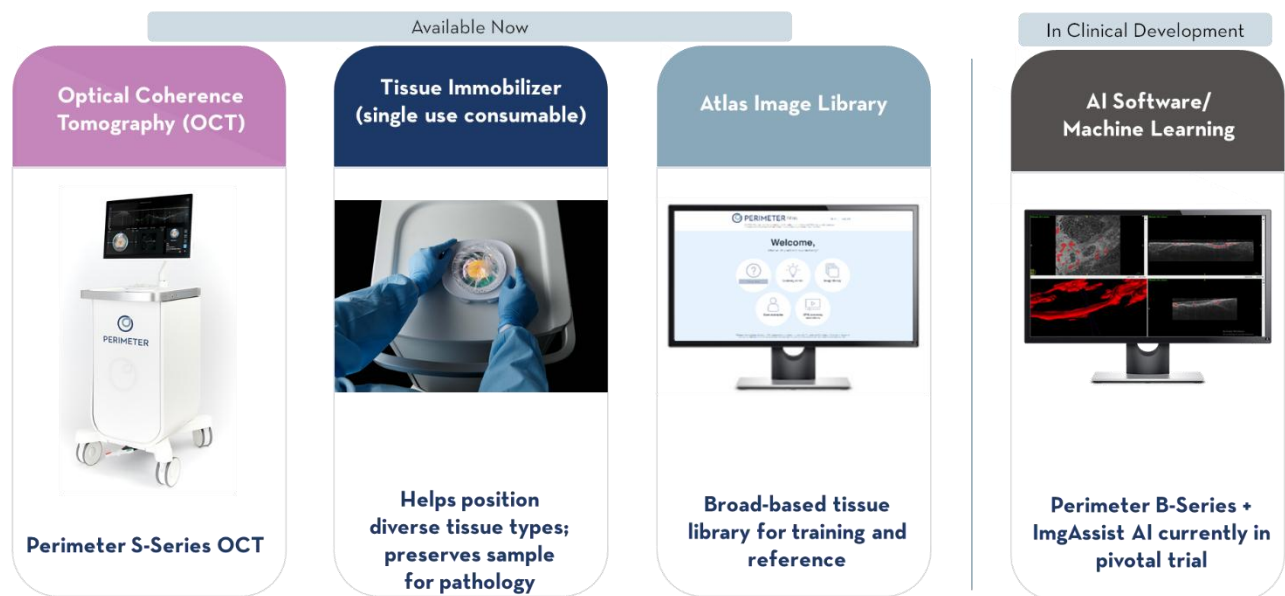 Available Now
In Clinical Development
Optical Coherence
Tomography (OCT)
PERIMETER
Perimeter S-Series OCT
Tissue Immobilizer
(single use consumable)
Helps position
diverse tissue types;
preserves sample
for pathology
Atlas Image Library
PERIMETER
Welcome,
Broad-based tissue
library for training and
reference
AI Software/
Machine Learning
Perimeter B-Series +
ImgAssist AI currently in
pivotal trial